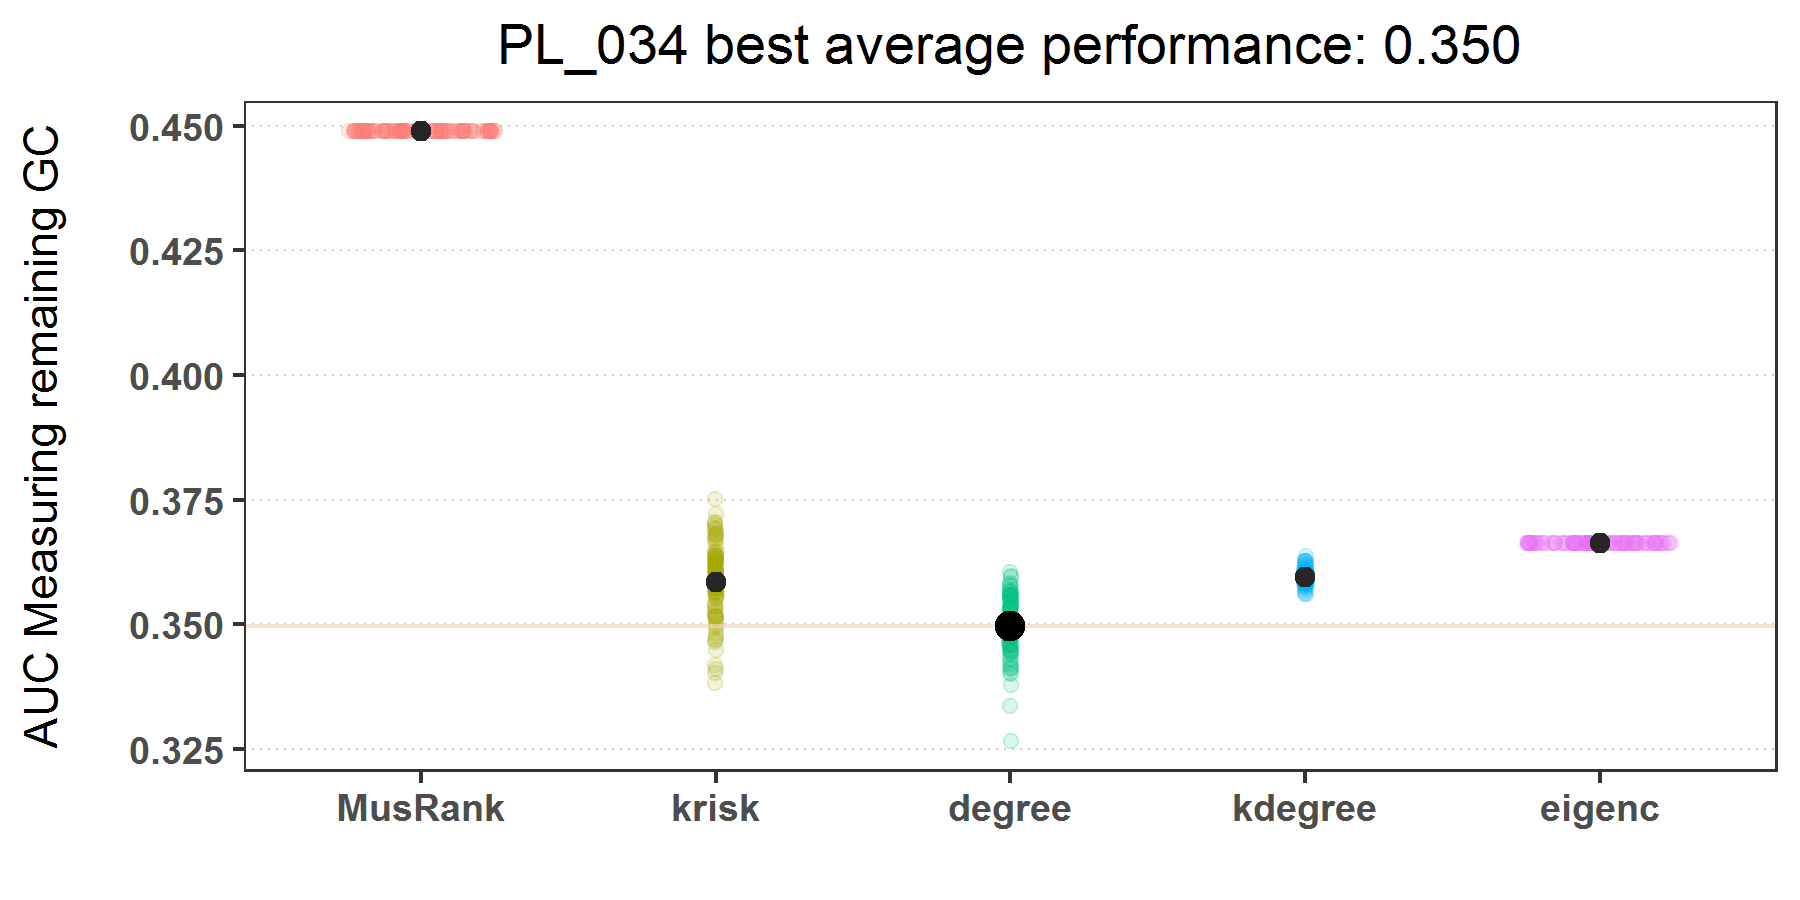 PL_034 best average performance: 0.350
AUC Measuring remaining GC
0.450
0.425
0.400
0.375
0.350
0.325
MusRank krisk degree kdegree eigenc